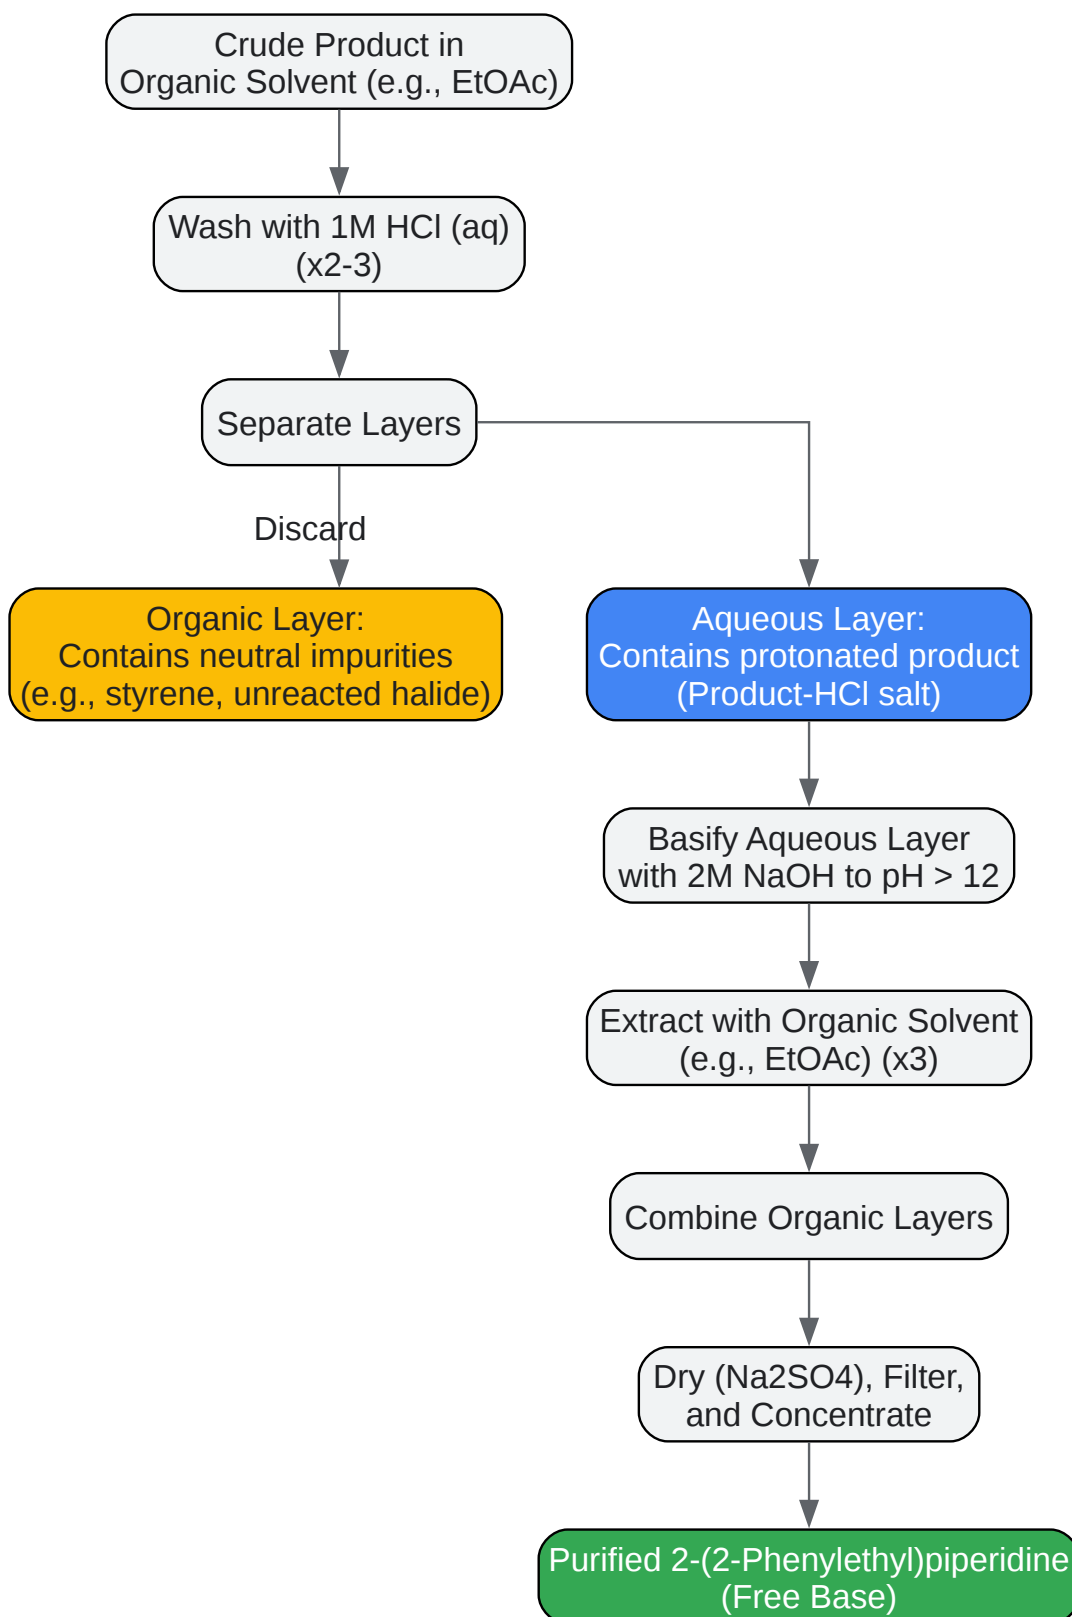 Crude Product in
Organic Solvent (e.g., EtOAc)
Wash with 1M HCl (aq)
(x2-3)
Separate Layers
Discard
Organic Layer:
Contains neutral impurities
(e.g., styrene, unreacted halide)
Aqueous Layer:
Contains protonated product
(Product-HCl salt)
Basify Aqueous Layer
with 2M NaOH to pH > 12
Extract with Organic Solvent
(e.g., EtOAc) (x3)
Combine Organic Layers
Dry (Na2SO4), Filter,
and Concentrate
Purified 2-(2-Phenylethyl)piperidine
(Free Base)